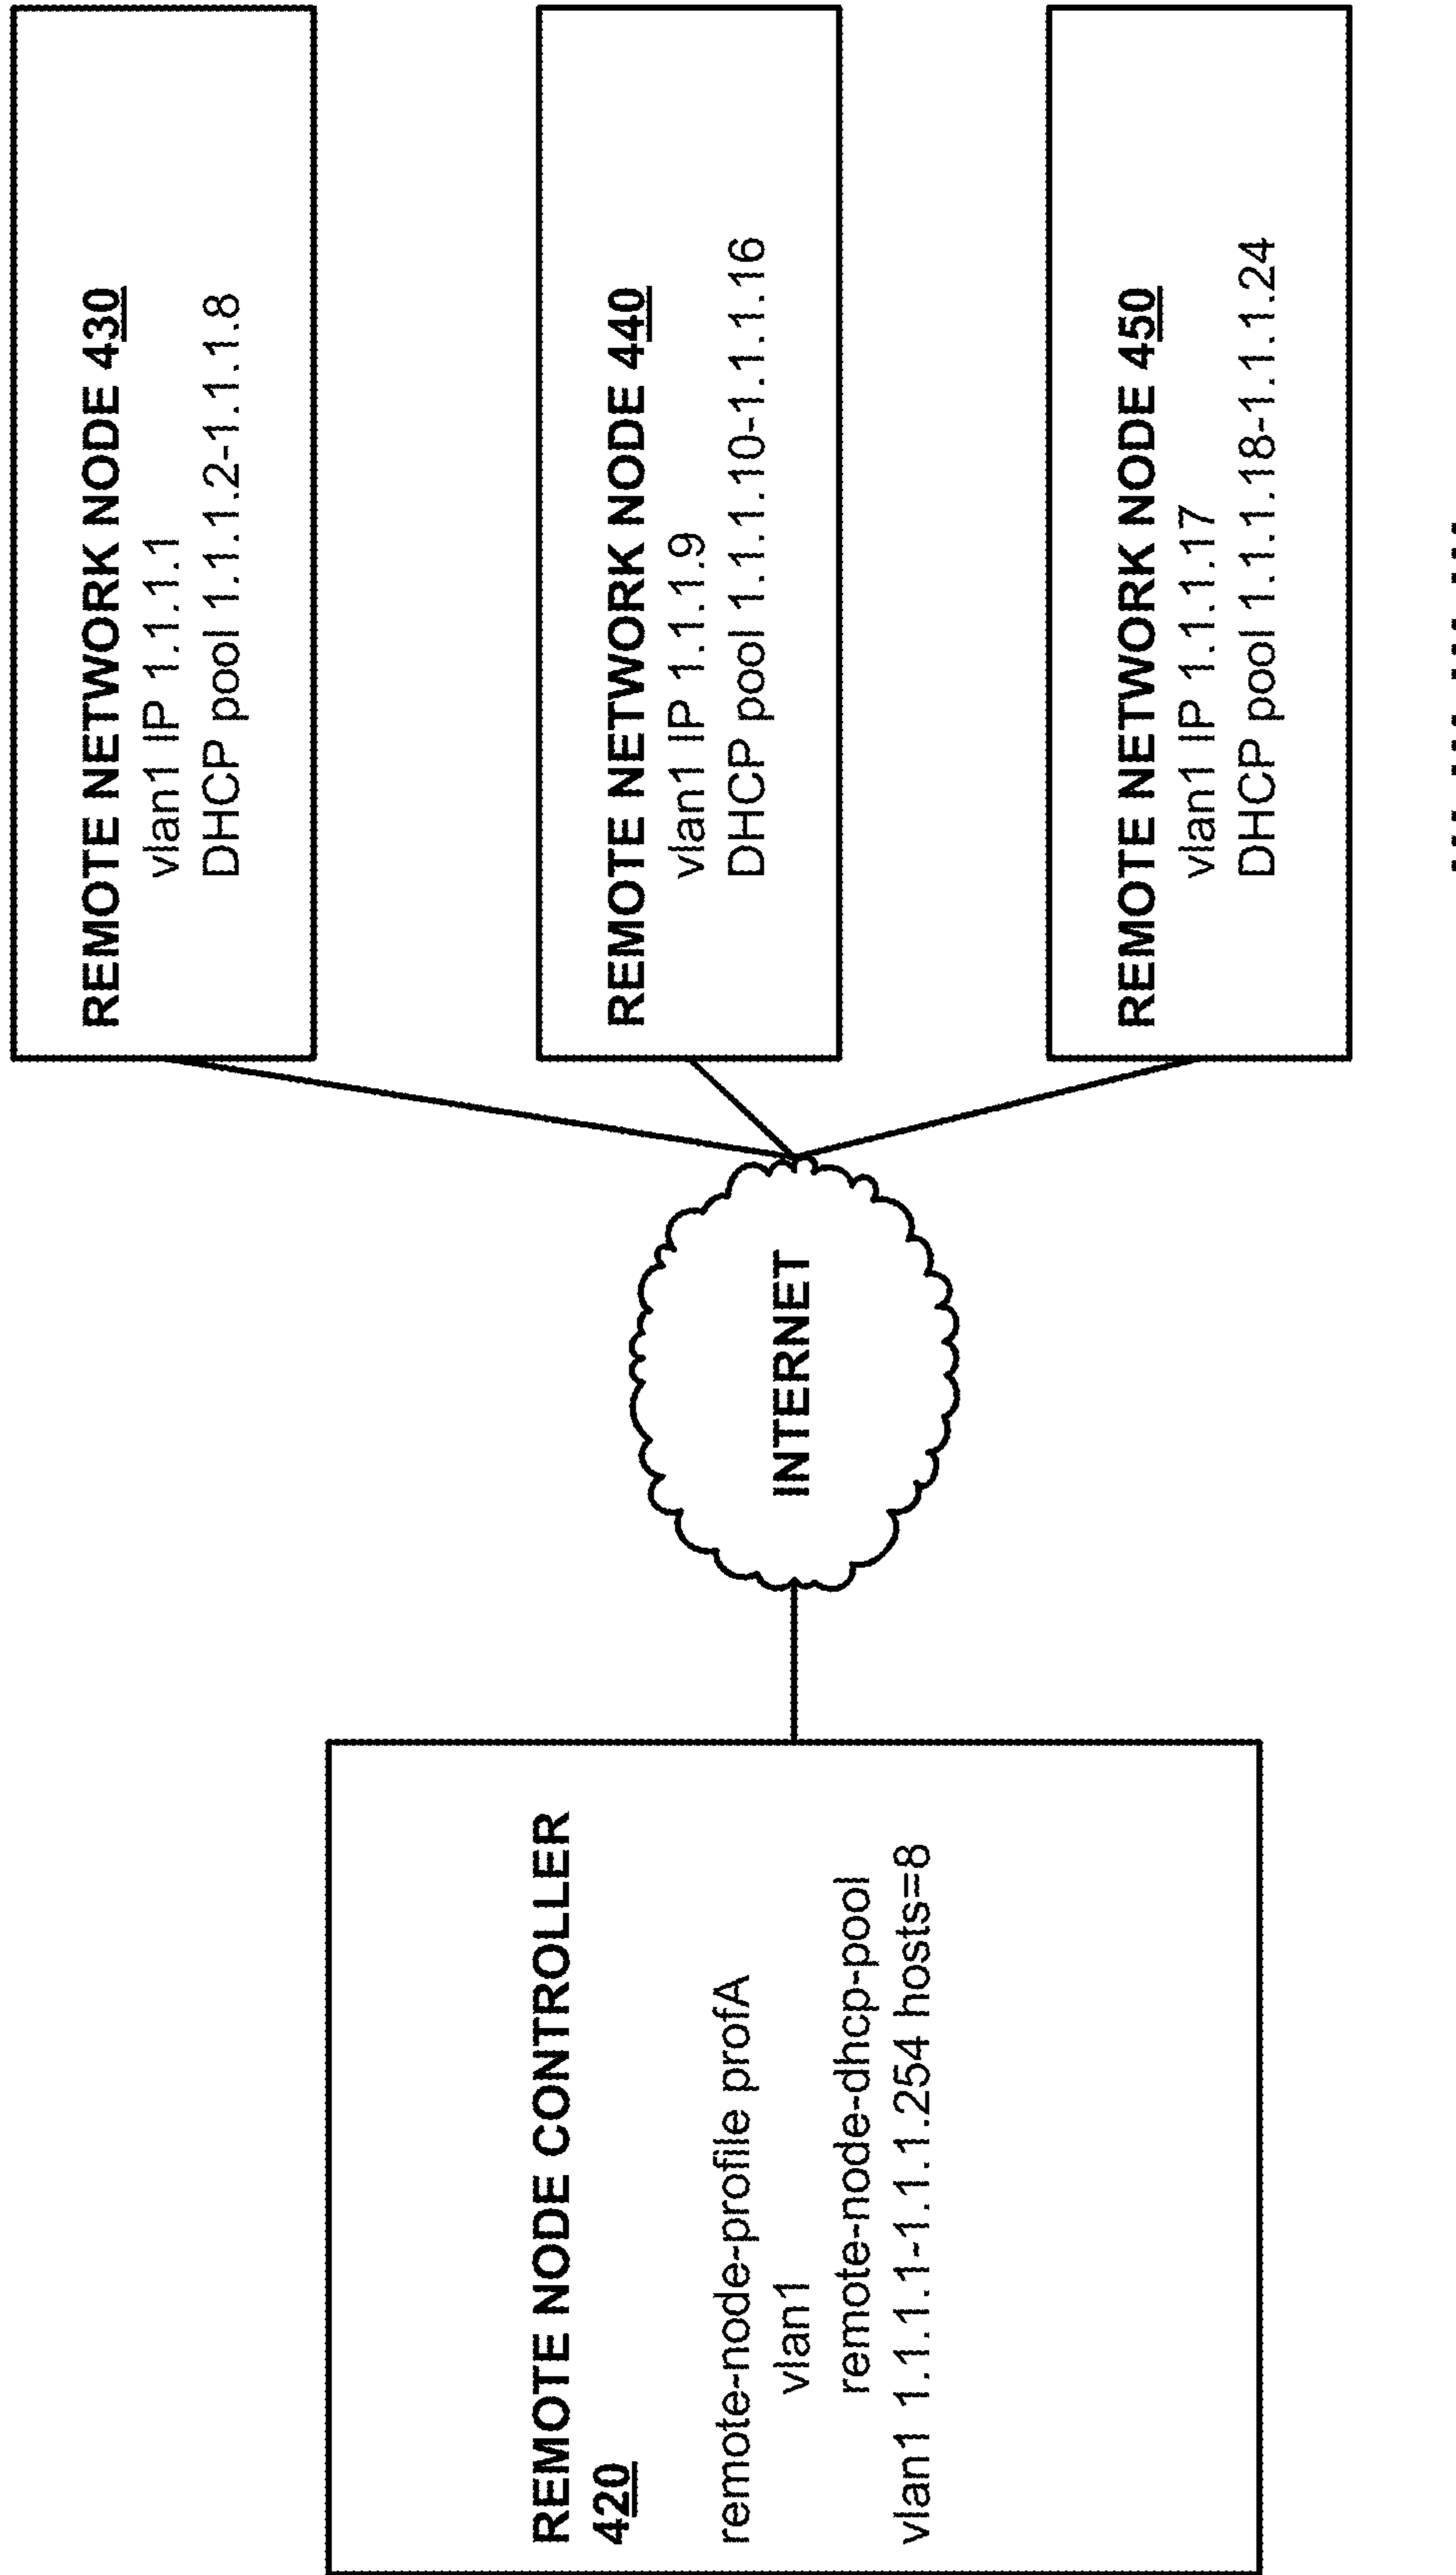 REMOTE NODE CONTROLLER
420
remote-node-profile profA
vlan1
remote-node-dhcp-pool
vlan1 1.1.1.1-1.1.1.254 hosts=8
INTERNET
REMOTE NETWORK NODE 430
vlan1 IP 1.1.1.1
DHCP pool 1.1.1.2-1.1.1.8
REMOTE NETWORK NODE 440
vlan1 IP 1.1.1.9
DHCP pool 1.1.1.10-1.1.1.16
REMOTE NETWORK NODE 450
vlan1 IP 1.1.1.17
DHCP pool 1.1.1.18-1.1.1.24